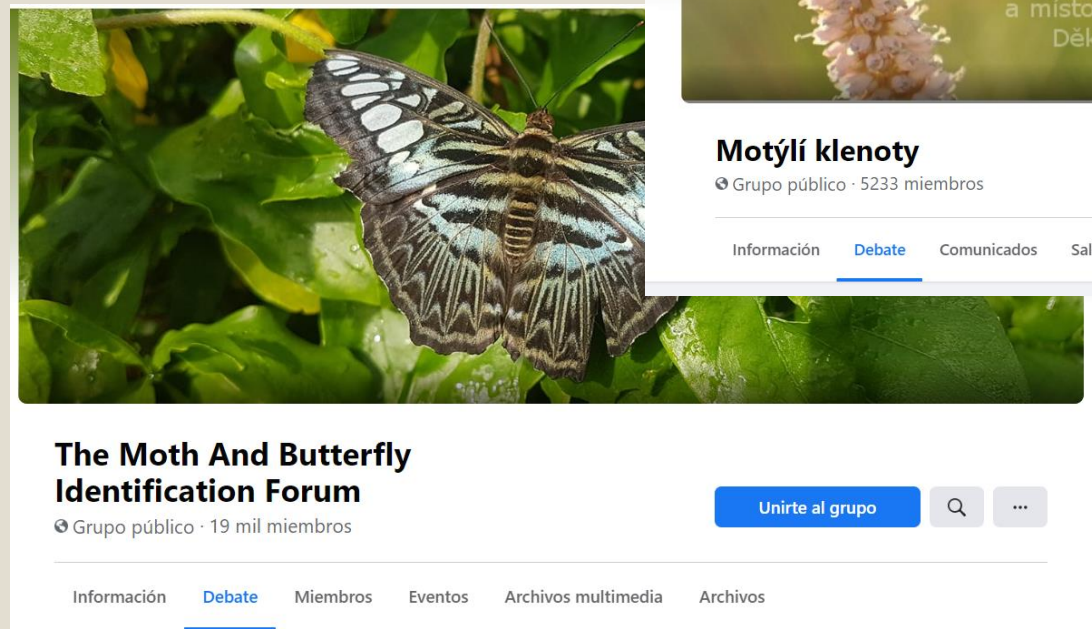 a místo
Motýlí klenoty
Grupo público · 5233 miembros
Información Debate Comunicados
The Moth And Butterfly
Identification Forum
Grupo público · 19 mil miembros
Unirte al grupo
Información Debate Miembros Eventos Archivos multimedia Archivos